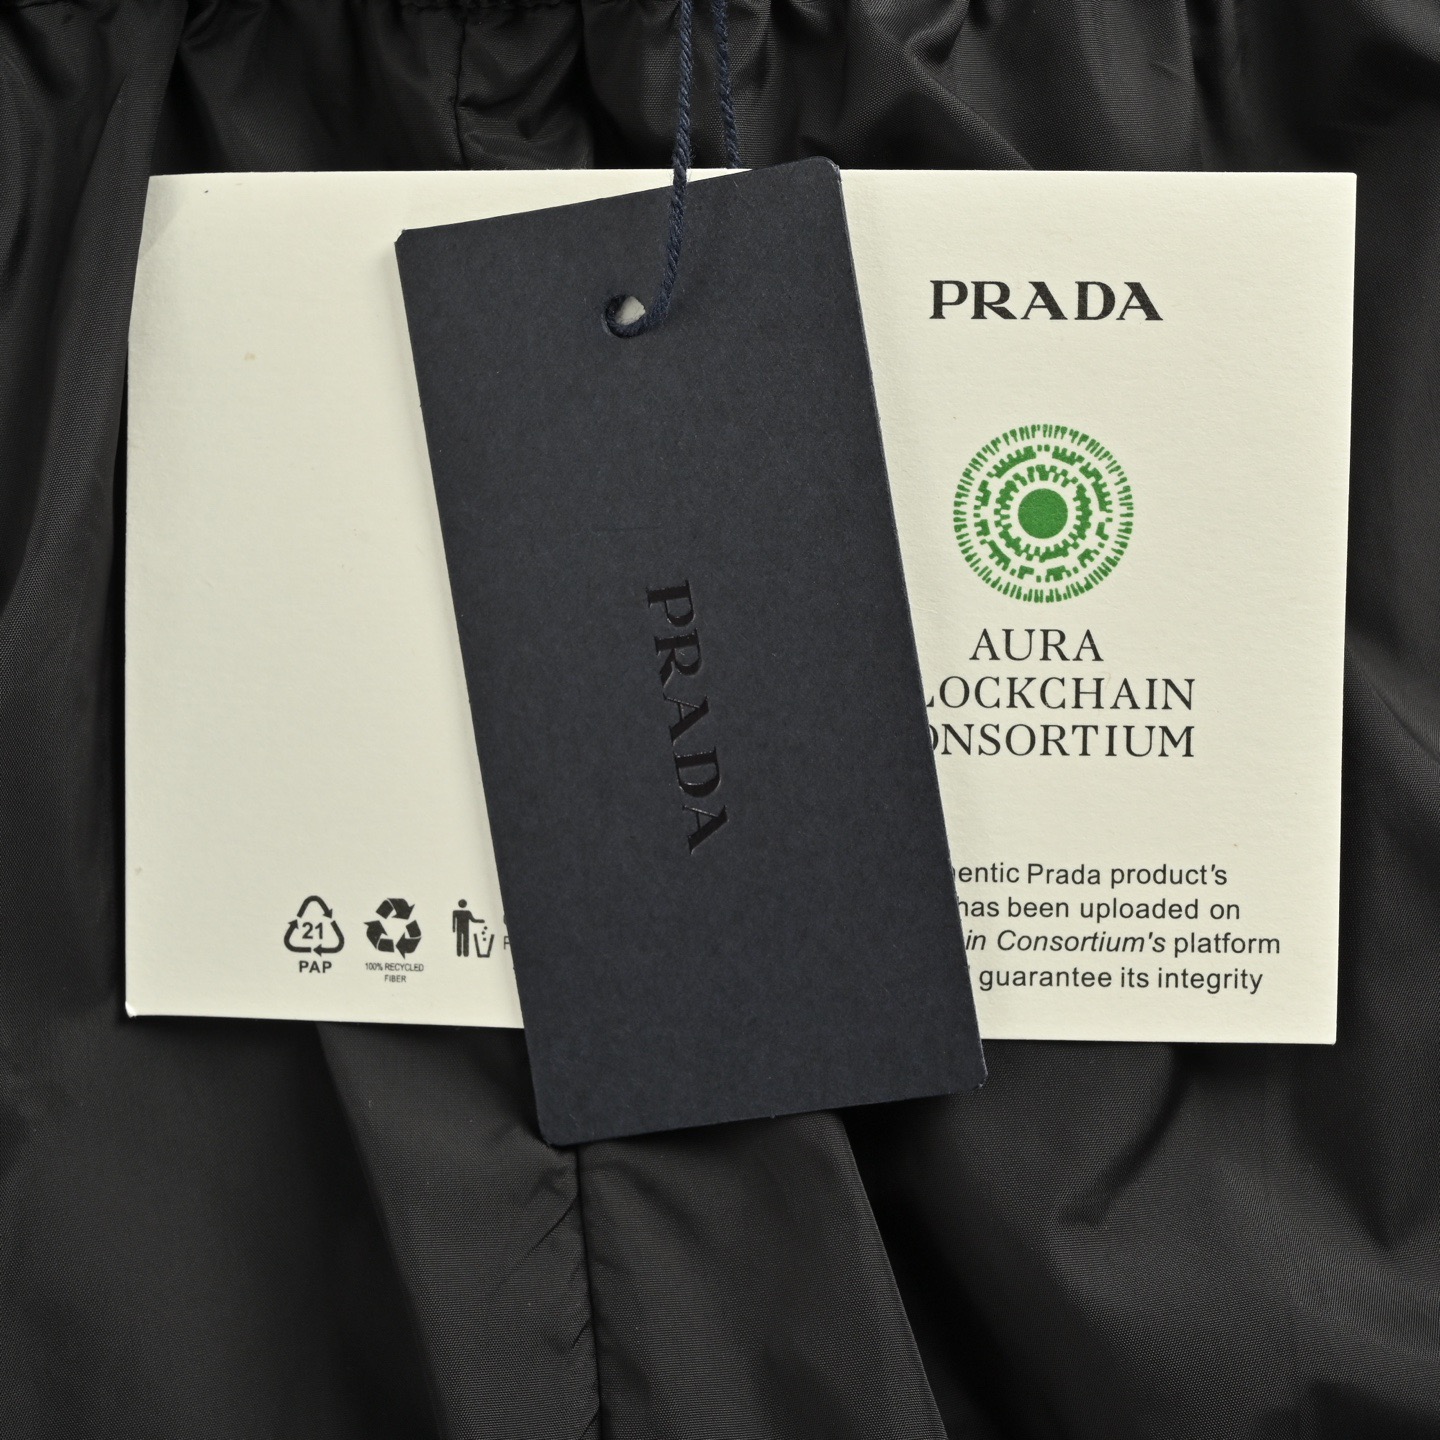 PRADA
AURA
LOCKCHAIN
ONSORTIUM
PRADA
entic Prada product's
has been uploaded on
in Consortium's platform
guarantee its integrity
21
PAP
100% RECYCLED
FIBER